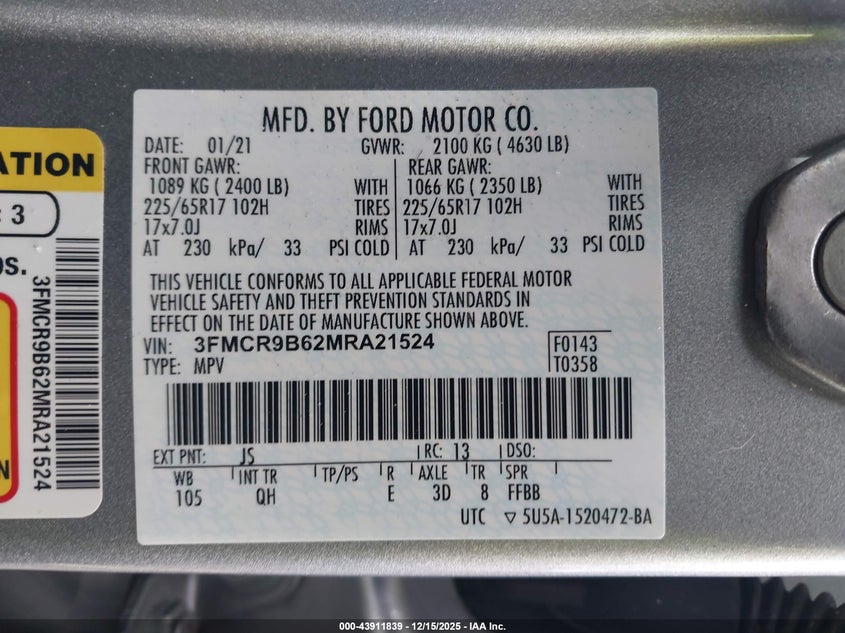 MFD. BY FORD MOTOR CO.
DATE: 01/21 GVWR: 2100 KG ( 4630 LB)
FRONT GAWR: REAR GAWR:
1089 KG ( 2400 LB) WITH 1066 KG ( 2350 LB) WITH
225/65R17 102H TIRES 225/65R17 102H TIRES
17x7.0J RIMS 17x7.0J RIMS
AT 230 kPa/ 33 PSI COLD AT 230 kPa/ 33 PSI COLD
THIS VEHICLE CONFORMS TO ALL APPLICABLE FEDERAL MOTOR
VEHICLE SAFETY AND THEFT PREVENTION STANDARDS IN
EFFECT ON THE DATE OF MANUFACTURE SHOWN ABOVE.
VIN: 3FMCR9B62MRA21524 F0143
TYPE: MPV T0358
EXT PNT: JS RC: 13 DSO:
WB INT TR TP/PS R AXLE TR SPR
105 QH E 3D 8 FFBB
UTC ▽ 5U5A-1520472-BA
ATION
: 3
3FMCR9B62MRA21524
N
000-43911839 - 12/15/2025 - IAA Inc.